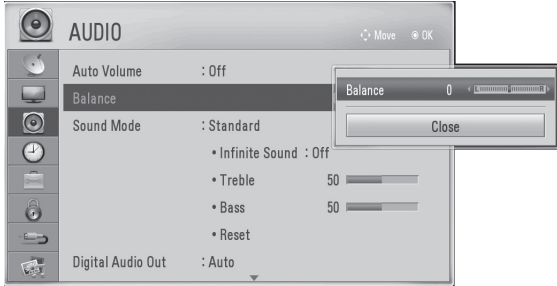 AUDIO
Move OK
Auto Volume : Off
Balance
Balance 0 L R
Close
Sound Mode : Standard
• Infinite Sound : Off
• Treble 50
• Bass 50
• Reset
Digital Audio Out : Auto